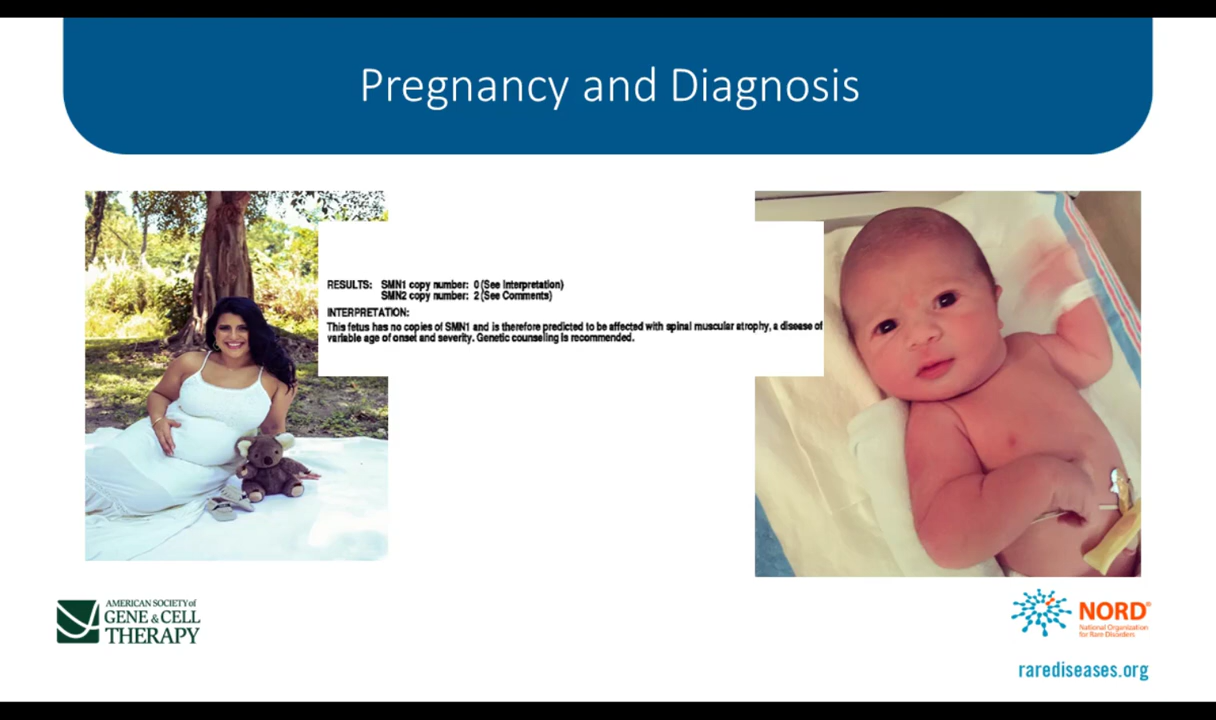 Pregnancy and Diagnosis
RESULTS: SMN1 copy number: 0 (See Interpretation)
SMN2 copy number: 2 (See Comments)
INTERPRETATION:
This fetus has no copies of SMN1 and is therefore predicted to be affected with spinal muscular atrophy, a disease of
variable age of onset and severity. Genetic counseling is recommended.
AMERICAN SOCIETY of
GENE & CELL
THERAPY
NORD®
National Organization
for Rare Disorders
rarediseases.org